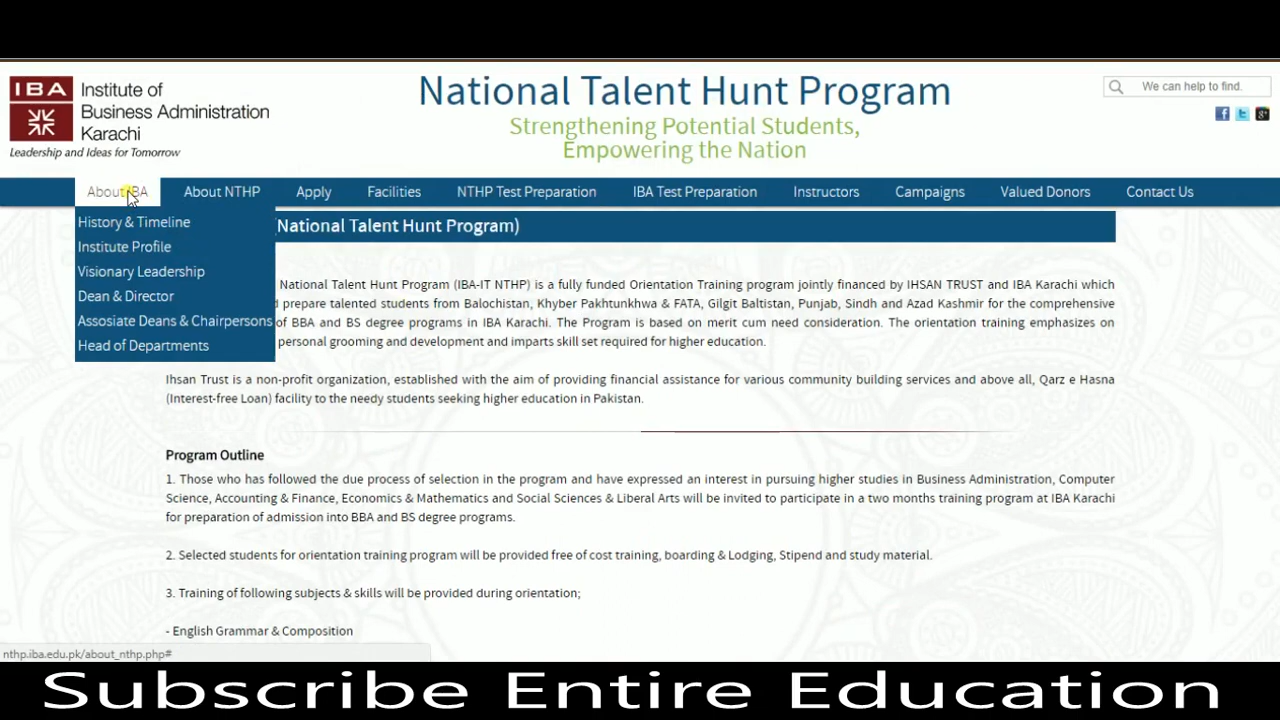 IBA
Institute of
Business Administration
Karachi
Leadership and Ideas for Tomorrow
National Talent Hunt Program
Strengthening Potential Students,
Empowering the Nation
We can help to find.
About IBA About NTHP Apply Facilities NTHP Test Preparation IBA Test Preparation Instructors Campaigns Valued Donors Contact Us
History & Timeline
Institute Profile
Visionary Leadership
Dean & Director
Assosiate Deans & Chairpersons
Head of Departments
(National Talent Hunt Program)
National Talent Hunt Program (IBA-IT NTHP) is a fully funded Orientation Training program jointly financed by IHSAN TRUST and IBA Karachi which
prepare talented students from Balochistan, Khyber Pakhtunkhwa & FATA, Gilgit Baltistan, Punjab, Sindh and Azad Kashmir for the comprehensive
of BBA and BS degree programs in IBA Karachi. The Program is based on merit cum need consideration. The orientation training emphasizes on
personal grooming and development and imparts skill set required for higher education.
Ihsan Trust is a non-profit organization, established with the aim of providing financial assistance for various community building services and above all, Qarz e Hasna
(Interest-free Loan) facility to the needy students seeking higher education in Pakistan.
Program Outline
1. Those who has followed the due process of selection in the program and have expressed an interest in pursuing higher studies in Business Administration, Computer
Science, Accounting & Finance, Economics & Mathematics and Social Sciences & Liberal Arts will be invited to participate in a two months training program at IBA Karachi
for preparation of admission into BBA and BS degree programs.
2. Selected students for orientation training program will be provided free of cost training, boarding & Lodging, Stipend and study material.
3. Training of following subjects & skills will be provided during orientation;
- English Grammar & Composition
nthp.iba.edu.pk/about_nthp.php#
Subscribe Entire Education